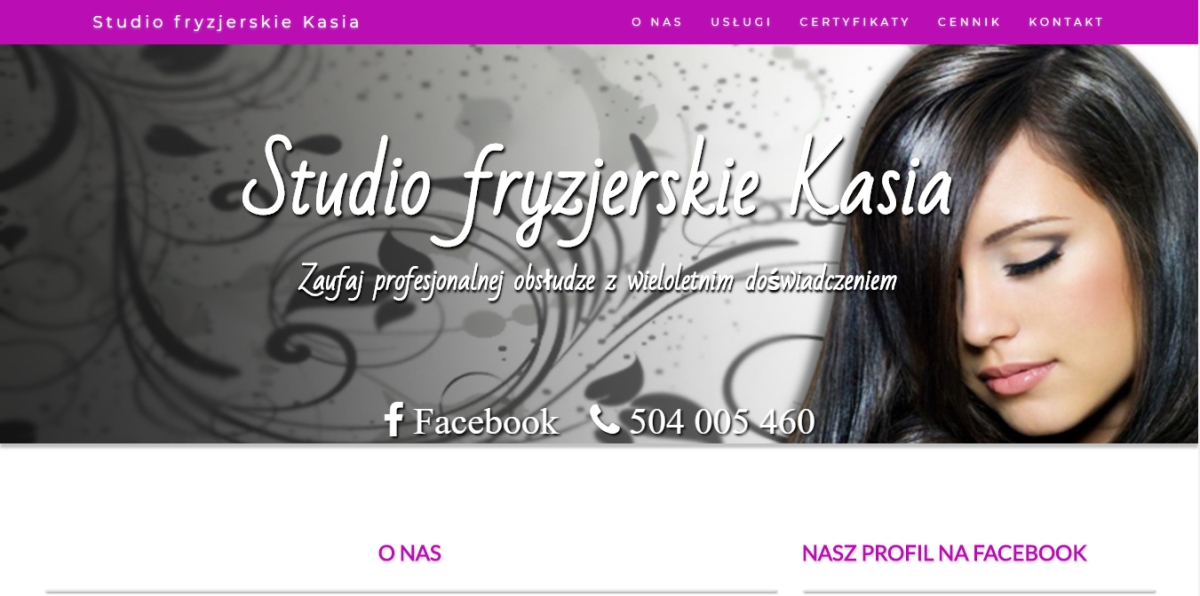 Studio fryzjerskie Kasia
O NAS USŁUGI CERTYFIKATY CENNIK KONTAKT
Studio fryzjerskie Kasia
Zaufaj profesjonalnej obsłudze z wieloletnim doświadczeniem
Facebook 504 005 460
O NAS
NASZ PROFIL NA FACEBOOK